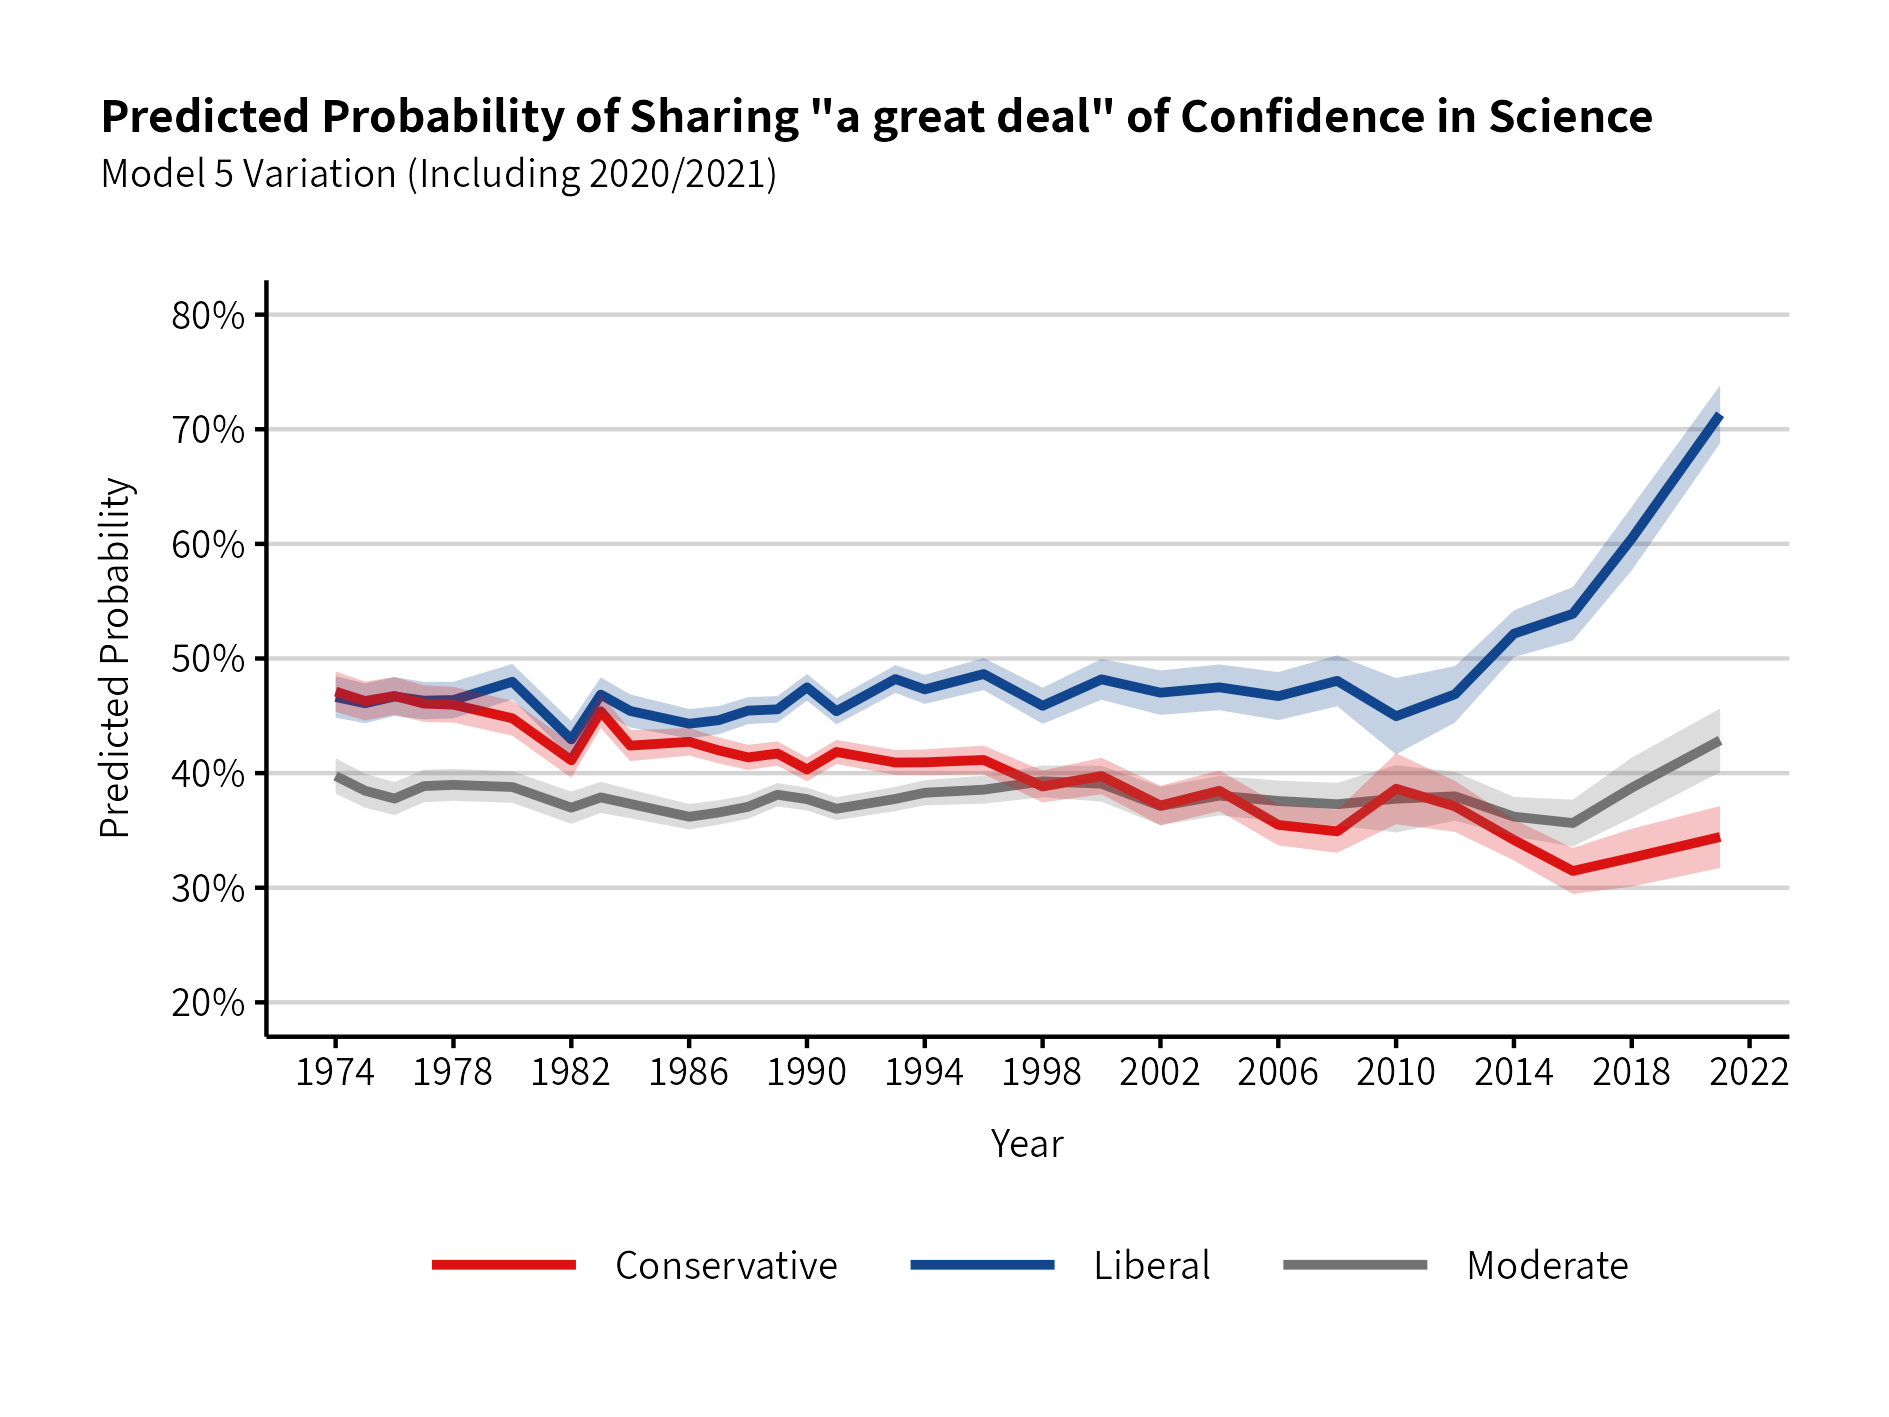 Predicted Probability of Sharing "a great deal" of Confidence in Science
Model 5 Variation (Including 2020/2021)
Predicted Probability
80%
70%
60%
50%
40%
30%
20%
1974 1978 1982 1986 1990 1994 1998 2002 2006 2010 2014 2018 2022
Year
Conservative Liberal Moderate